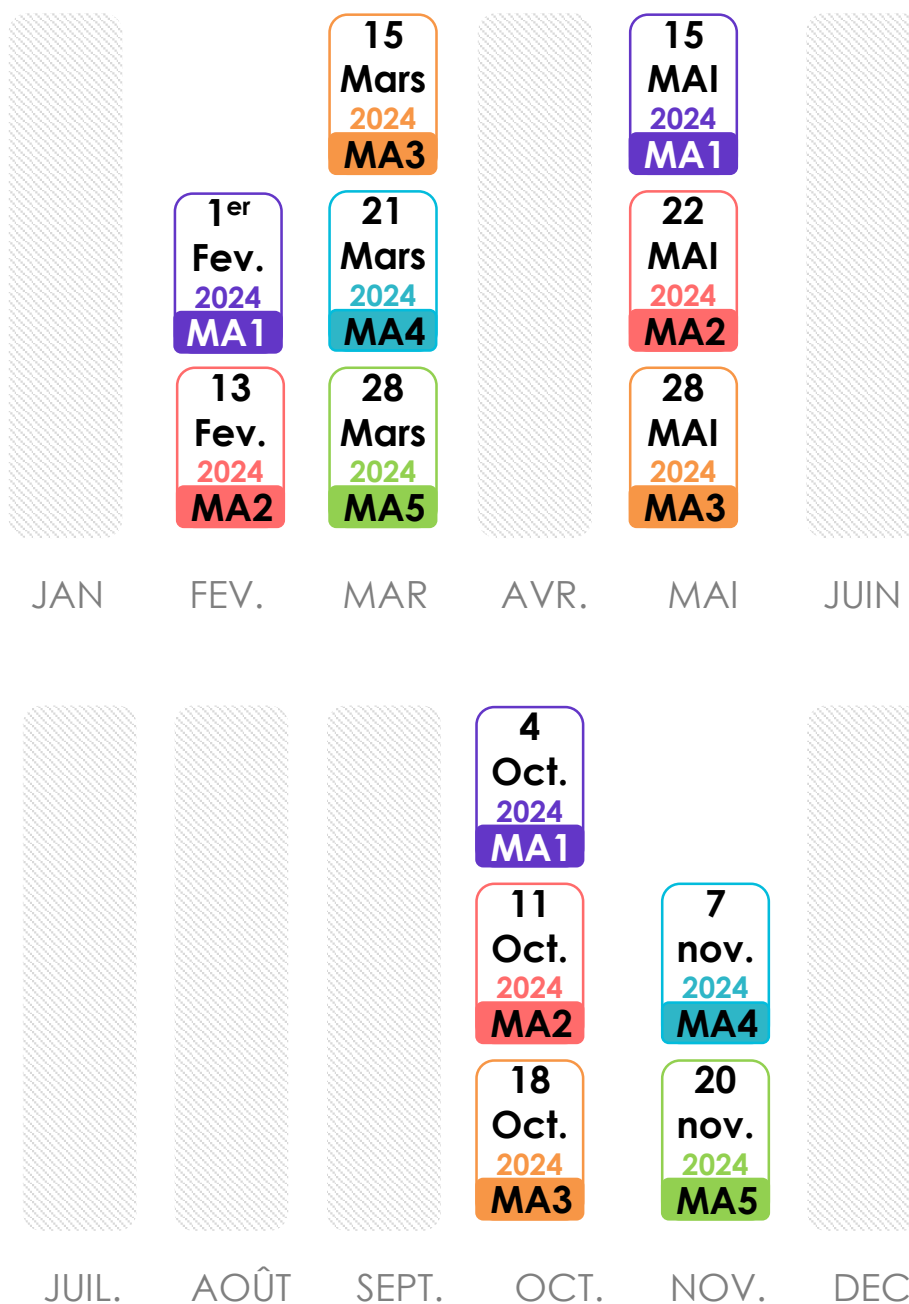 15
Mars
2024
MA3
15
MAI
2024
MA1
1er
Fev.
2024
MA1
21
Mars
2024
MA4
22
MAI
2024
MA2
13
Fev.
2024
MA2
28
Mars
2024
MA5
28
MAI
2024
MA3
JAN FEV. MAR AVR. MAI JUIN
4
Oct.
2024
MA1
11
Oct.
2024
MA2
7
nov.
2024
MA4
18
Oct.
2024
MA3
20
nov.
2024
MA5
JUIL. AOÛT SEPT. OCT. NOV. DEC